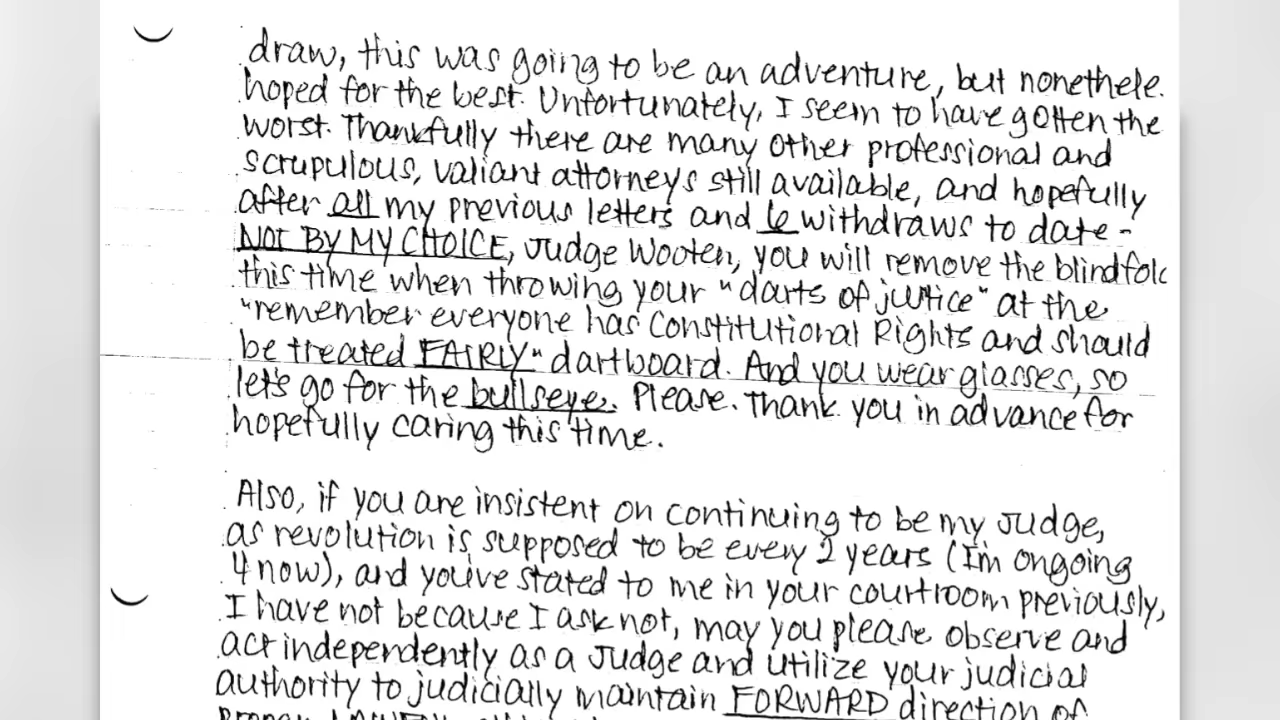 draw, this was going to be an adventure, but nonethele
hoped for the best. Unfortunately, I seem to have gotten the
worst. Thankfully there are many other professional and
scrupulous, valiant attorneys still available, and hopefully
after all my previous letters and 6 withdraws to date -
NOT BY MY CHOICE, Judge Wooten, you will remove the blindfold
this time when throwing your "darts of justice" at the
"remember everyone has Constitutional Rights and should
be treated FAIRLY" dartboard. And you wear glasses, so
let's go for the bullseye. Please. Thank you in advance for
hopefully caring this time.
Also, if you are insistent on continuing to be my Judge,
as revolution is supposed to be every 2 years (I'm ongoing
4 now), and you've stated to me in your courtroom previously,
I have not because I ask not, may you please observe and
act independently as a Judge and utilize your judicial
authority to judicially maintain FORWARD direction of